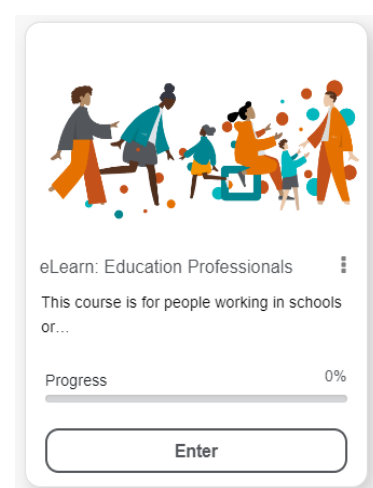 eLearn: Education Professionals
This course is for people working in schools
or…
Progress
0%
Enter